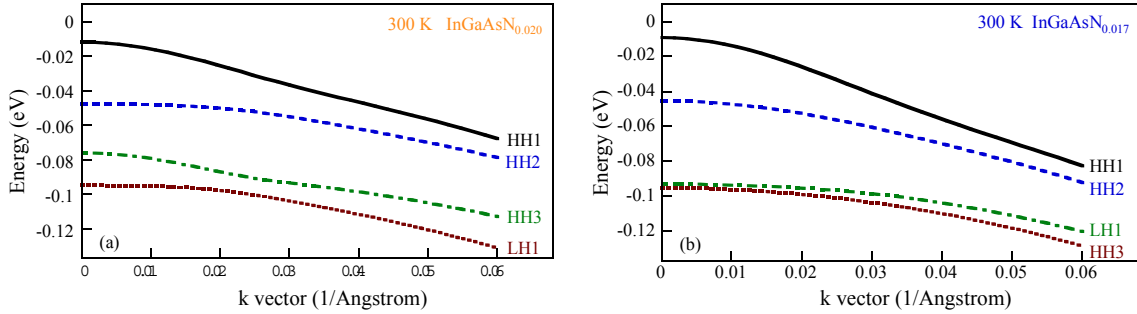 300 K InGaAsN0.020
0
-0.02
-0.04
-0.06
-0.08
-0.1
-0.12
Energy (eV)
HH1
HH2
HH3
LH1
(a)
0 0.01 0.02 0.03 0.04 0.05 0.06
k vector (1/Angstrom)
300 K InGaAsN0.017
0
-0.02
-0.04
-0.06
-0.08
-0.1
-0.12
Energy (eV)
HH1
HH2
LH1
HH3
(b)
0 0.01 0.02 0.03 0.04 0.05 0.06
k vector (1/Angstrom)